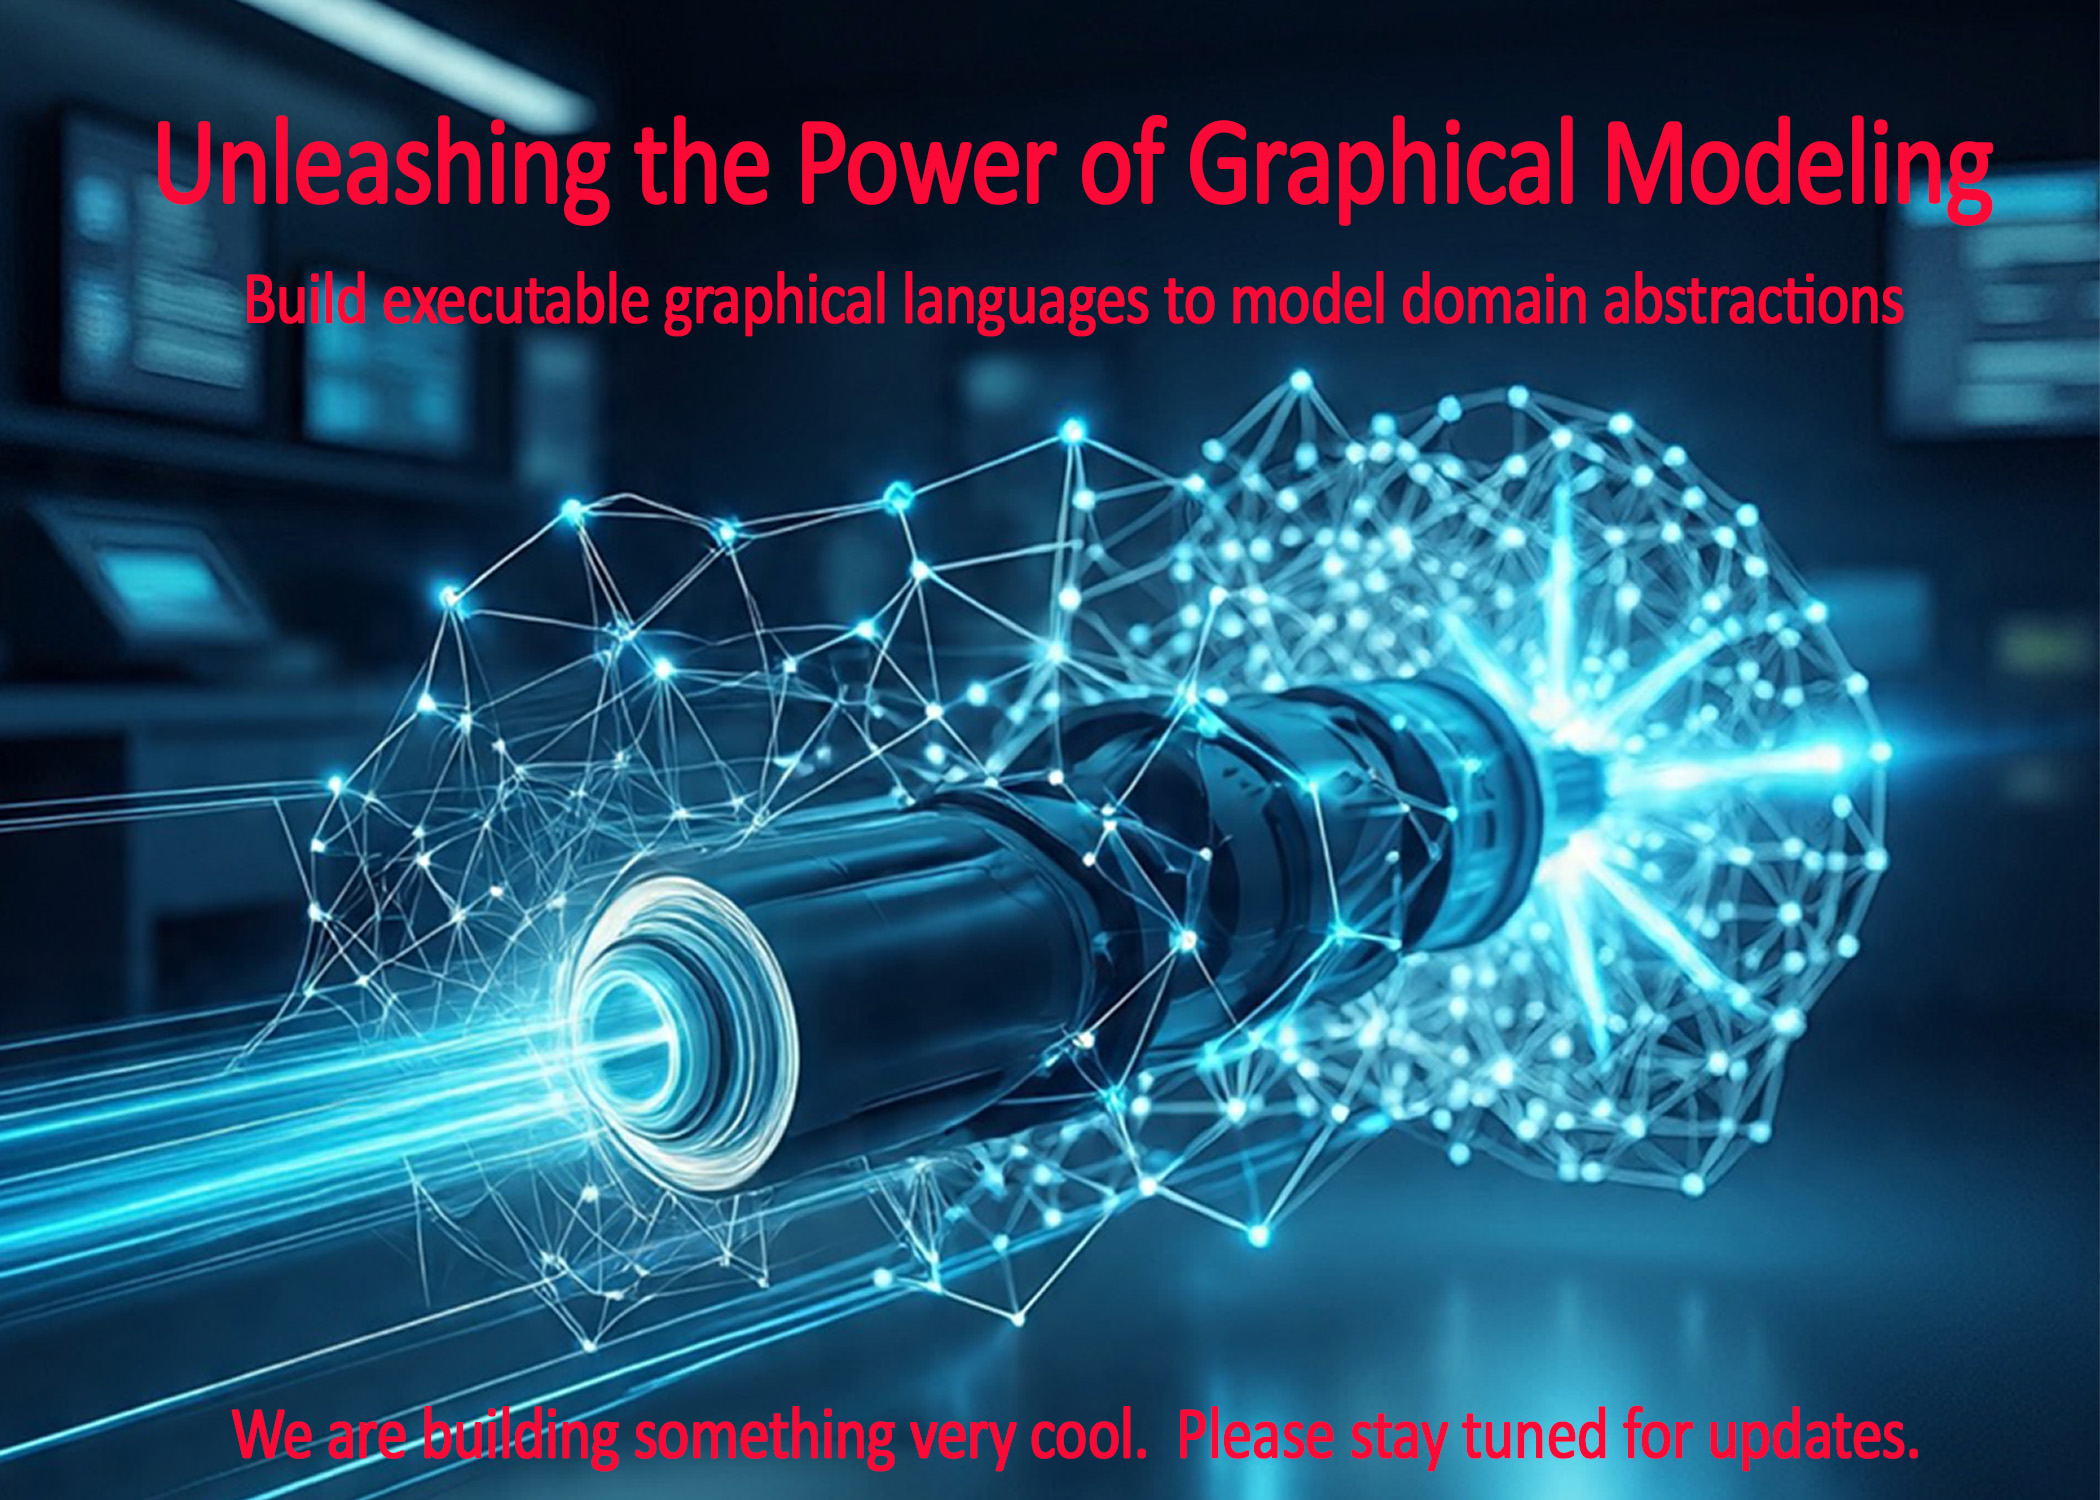 Unleashing the Power of Graphical Modeling
Build executable graphical languages to model domain abstractions
We are building something very cool.  Please stay tuned for updates.